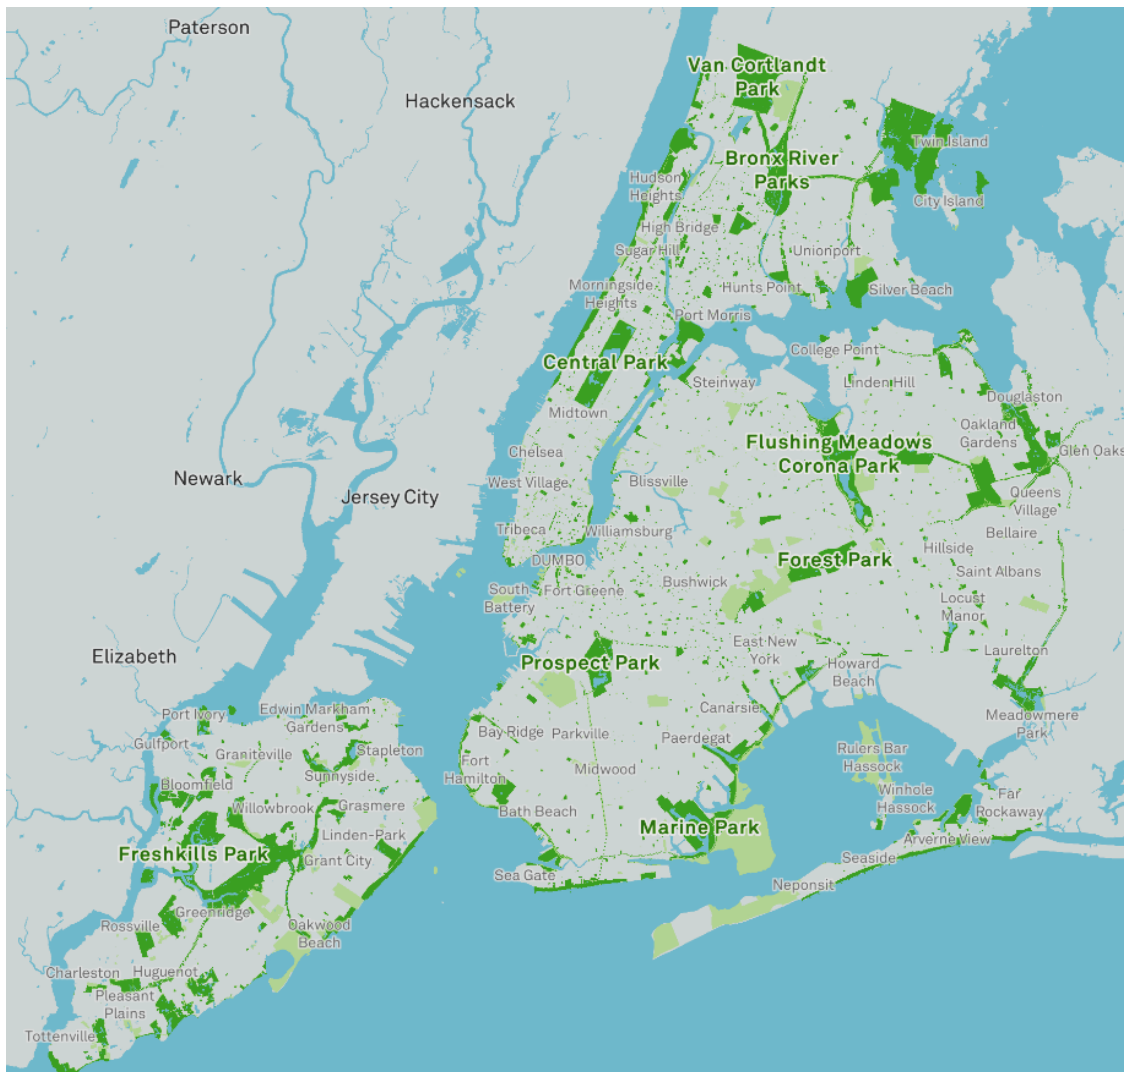 Paterson
Hackensack
Van Cortlandt
Park
Twin Island
Bronx River
Parks
Hudson
Heights
City Island
High Bridge
Sugar Hill
Unionport
Morningside
Heights
Hunts Point
Silver Beach
Port Morris
College Point
Central Park
Steinway
Linden Hill
Douglaston
Midtown
Oakland
Gardens
Flushing Meadows
Corona Park
Glen Oaks
Chelsea
Newark
Jersey City
West Village
Blissville
Queens
Village
Tribeca
Williamsburg
Bellaire
Hillside
DUMBO
Forest Park
Saint Albans
Bushwick
South
Battery
Fort Greene
Locust
Manor
East New
York
Laurelton
Elizabeth
Prospect Park
Howard
Beach
Canarsie
Meadowmere
Park
Port Ivory
Edwin Markham
Gardens
Gulfport
Graniteville
Stapleton
Bay Ridge
Parkville
Paerdegat
Rulers Bar
Hassock
Sunnyside
Fort
Hamilton
Midwood
Bloomfield
Winhole
Hassock
Far
Rockaway
Willowbrook
Grasmere
Bath Beach
Linden-Park
Marine Park
Arverne View
Freshkills Park
Grant City
Seaside
Sea Gate
Neponsit
Greenridge
Rossville
Oakwood
Beach
Charleston
Huguenot
Pleasant
Plains
Tottenville